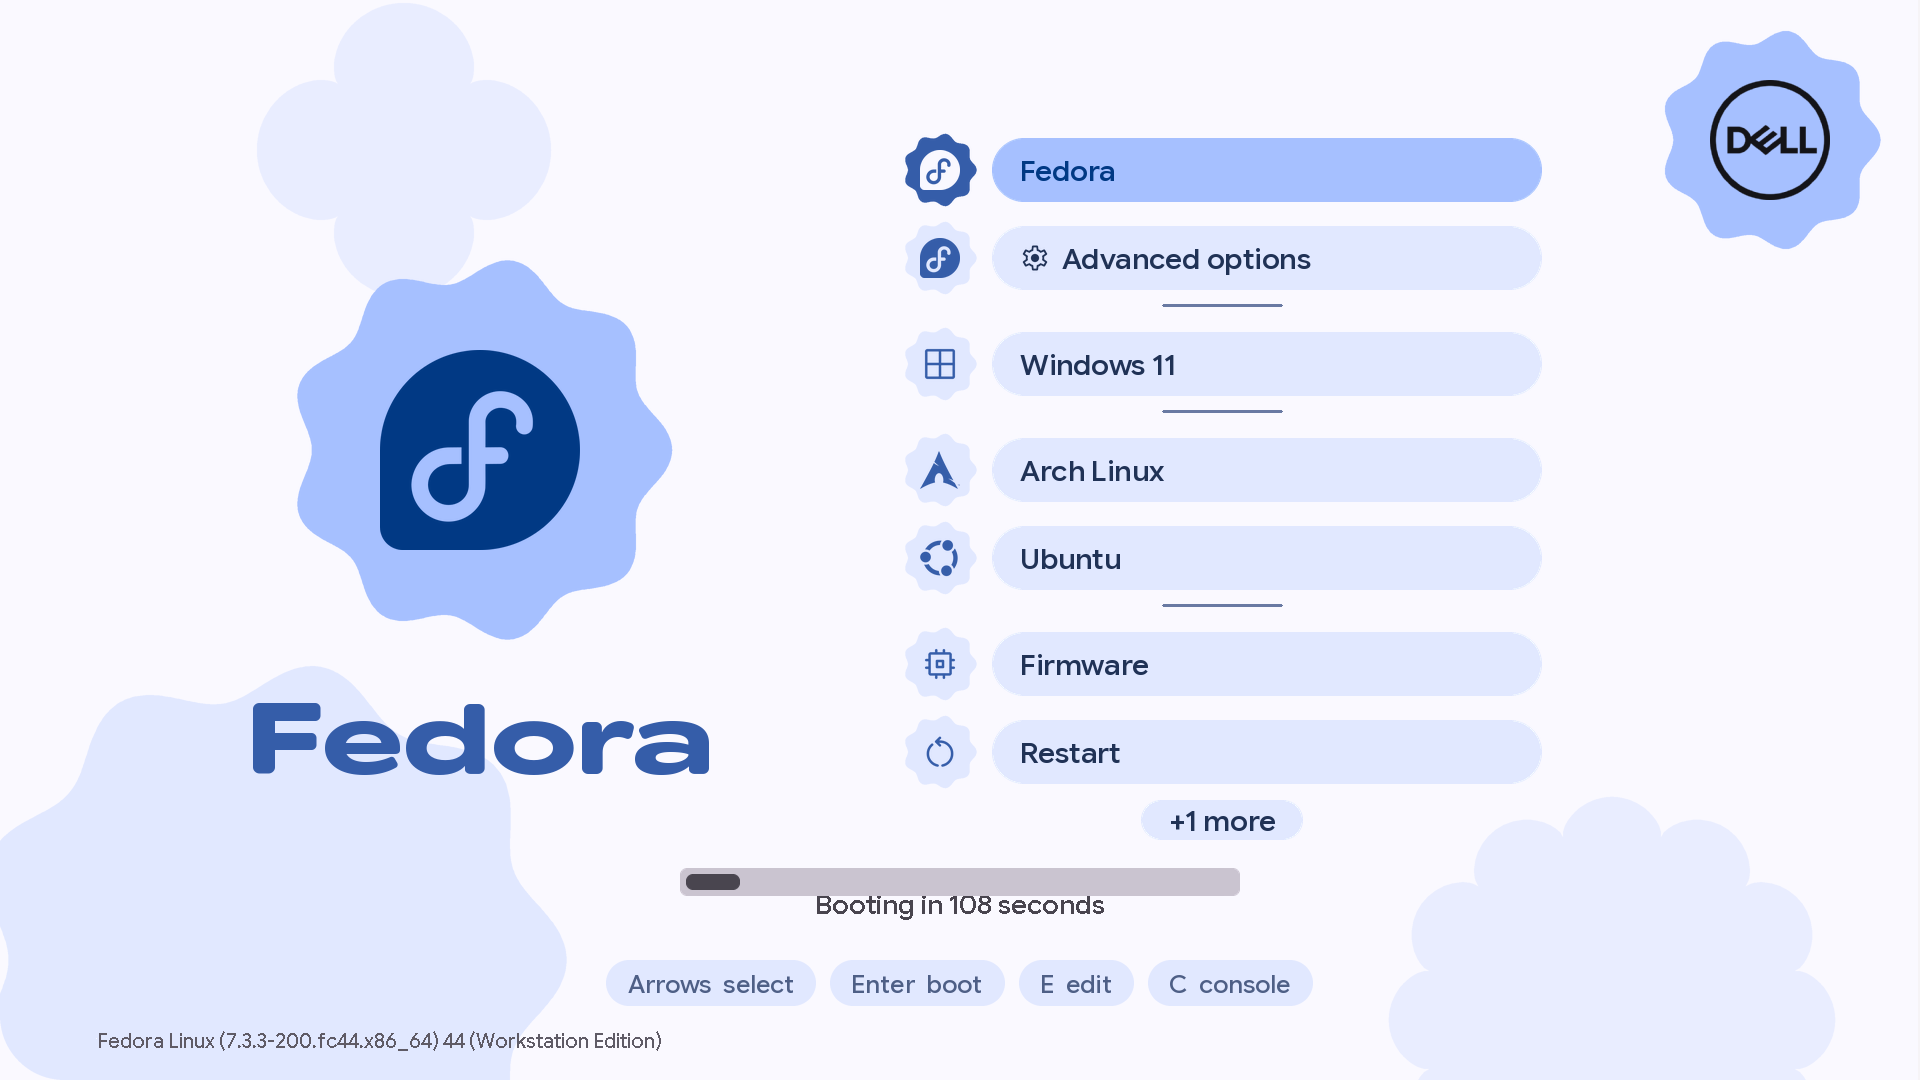 DELL
Fedora
Advanced options
Windows 11
Arch Linux
Ubuntu
Firmware
Restart
+1 more
Fedora
Booting in 108 seconds
Arrows select
Enter boot
E edit
C console
Fedora Linux (7.3.3-200.fc44.x86_64) 44 (Workstation Edition)